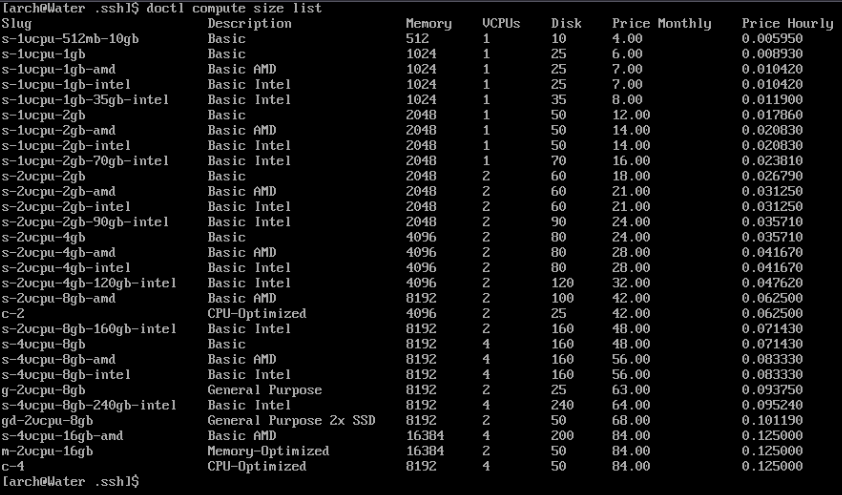 [arch@Water .ssh]$ doctl compute size list
Slug Description Memory VCPUs Disk Price Monthly Price Hourly
s-1vcpu-512mb-10gb Basic 512 1 10 4.00 0.005950
s-1vcpu-1gb Basic 1024 1 25 6.00 0.008930
s-1vcpu-1gb-amd Basic AMD 1024 1 25 7.00 0.010420
s-1vcpu-1gb-intel Basic Intel 1024 1 25 7.00 0.010420
s-1vcpu-1gb-35gb-intel Basic Intel 1024 1 35 8.00 0.011900
s-1vcpu-2gb Basic 2048 1 50 12.00 0.017860
s-1vcpu-2gb-amd Basic AMD 2048 1 50 14.00 0.020830
s-1vcpu-2gb-intel Basic Intel 2048 1 50 14.00 0.020830
s-1vcpu-2gb-70gb-intel Basic Intel 2048 1 70 16.00 0.023810
s-2vcpu-2gb Basic 2048 2 60 18.00 0.026790
s-2vcpu-2gb-amd Basic AMD 2048 2 60 21.00 0.031250
s-2vcpu-2gb-intel Basic Intel 2048 2 60 21.00 0.031250
s-2vcpu-2gb-90gb-intel Basic Intel 2048 2 90 24.00 0.035710
s-2vcpu-4gb Basic 4096 2 80 24.00 0.035710
s-2vcpu-4gb-amd Basic AMD 4096 2 80 28.00 0.041670
s-2vcpu-4gb-intel Basic Intel 4096 2 80 28.00 0.041670
s-2vcpu-4gb-120gb-intel Basic Intel 4096 2 120 32.00 0.047620
s-2vcpu-8gb-amd Basic AMD 8192 2 100 42.00 0.062500
c-2 CPU-Optimized 4096 2 25 42.00 0.062500
s-2vcpu-8gb-160gb-intel Basic Intel 8192 2 160 48.00 0.071430
s-4vcpu-8gb Basic 8192 4 160 48.00 0.071430
s-4vcpu-8gb-amd Basic AMD 8192 4 160 56.00 0.083330
s-4vcpu-8gb-intel Basic Intel 8192 4 160 56.00 0.083330
g-2vcpu-8gb General Purpose 8192 2 25 63.00 0.093750
s-4vcpu-8gb-240gb-intel Basic Intel 8192 4 240 64.00 0.095240
gd-2vcpu-8gb General Purpose 2x SSD 8192 2 50 68.00 0.101190
s-4vcpu-16gb-amd Basic AMD 16384 4 200 84.00 0.125000
m-2vcpu-16gb Memory-Optimized 16384 2 50 84.00 0.125000
c-4 CPU-Optimized 8192 4 50 84.00 0.125000
[arch@Water .ssh]$